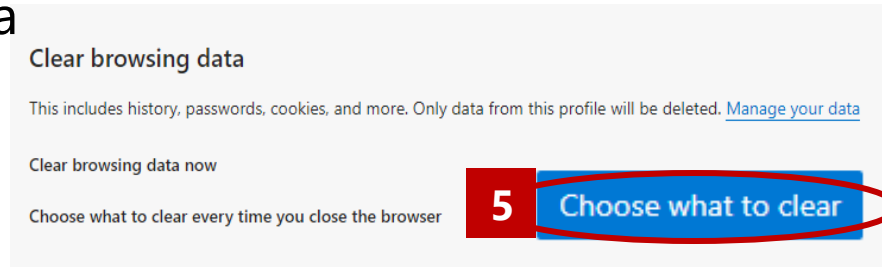 a
Clear browsing data
This includes history, passwords, cookies, and more. Only data from this profile will be deleted. Manage your data
Clear browsing data now
Choose what to clear every time you close the browser
5 Choose what to clear